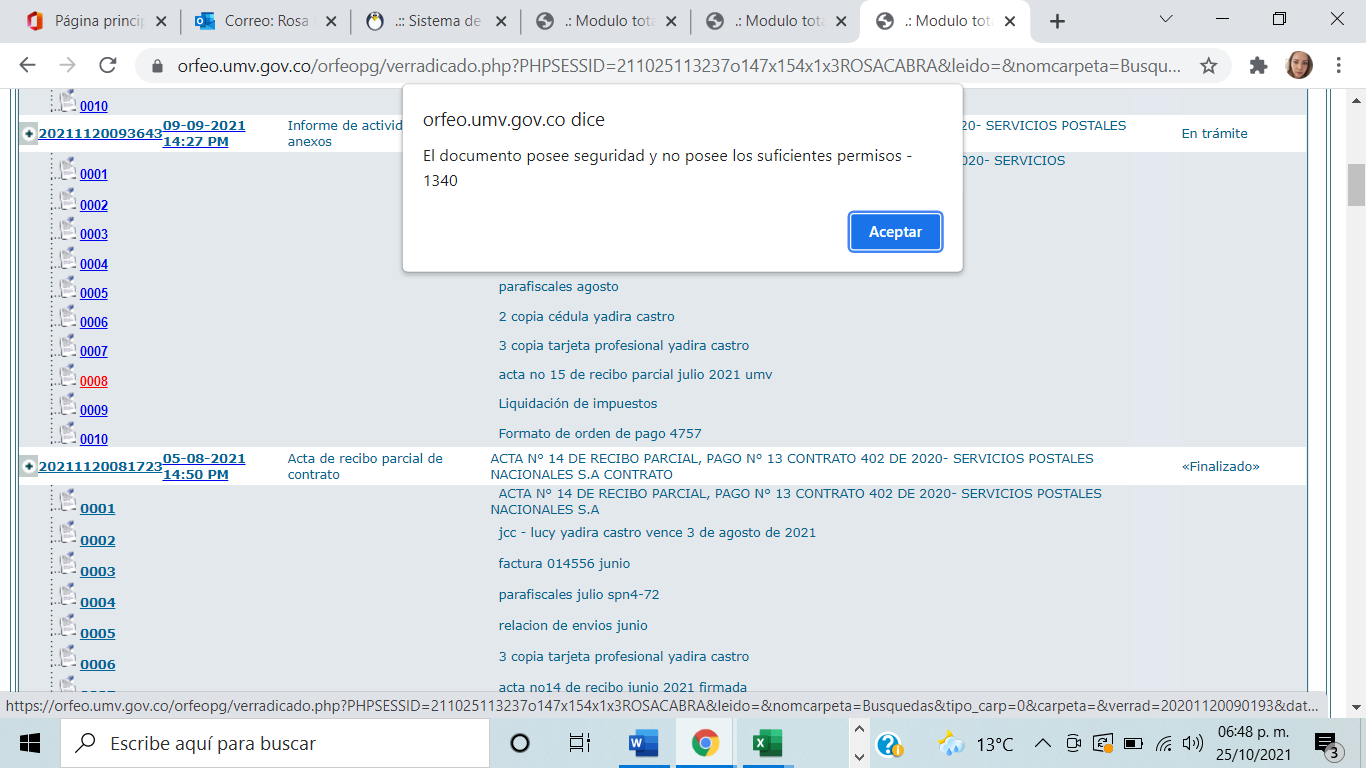 Página princip
Correo: Rosa
.:: Sistema de
.: Modulo tota
.: Modulo tota
.: Modulo tota
orfeo.umv.gov.co/orfeopg/verradicado.php?PHPSESSID=211025113237o147x154x1x3ROSACABRA&leido=&nomcarpeta=Busque...
orfeo.umv.gov.co dice
El documento posee seguridad y no posee los suficientes permisos -
1340
Aceptar
0010
20211120093643 09-09-2021 14:27 PM
Informe de activid
anexos
20- SERVICIOS POSTALES
En trámite
020- SERVICIOS
0001
0002
0003
0004
0005 parafiscales agosto
0006 2 copia cédula yadira castro
0007 3 copia tarjeta profesional yadira castro
0008 acta no 15 de recibo parcial julio 2021 umv
0009 Liquidación de impuestos
0010 Formato de orden de pago 4757
20211120081723 05-08-2021 14:50 PM
Acta de recibo parcial de
contrato
ACTA N° 14 DE RECIBO PARCIAL, PAGO N° 13 CONTRATO 402 DE 2020- SERVICIOS POSTALES
NACIONALES S.A CONTRATO
«Finalizado»
0001 ACTA N° 14 DE RECIBO PARCIAL, PAGO N° 13 CONTRATO 402 DE 2020- SERVICIOS POSTALES
NACIONALES S.A
0002 jcc - lucy yadira castro vence 3 de agosto de 2021
0003 factura 014556 junio
0004 parafiscales julio spn4-72
0005 relacion de envios junio
0006 3 copia tarjeta profesional yadira castro
acta no14 de recibo junio 2021 firmada
https://orfeo.umv.gov.co/orfeopg/verradicado.php?PHPSESSID=211025113237o147x154x1x3ROSACABRA&leido=&nomcarpeta=Busquedas&tipo_carp=0&carpeta=&verrad=20201120090193&dat...
Escribe aquí para buscar
13°C
06:48 p. m.
25/10/2021
3